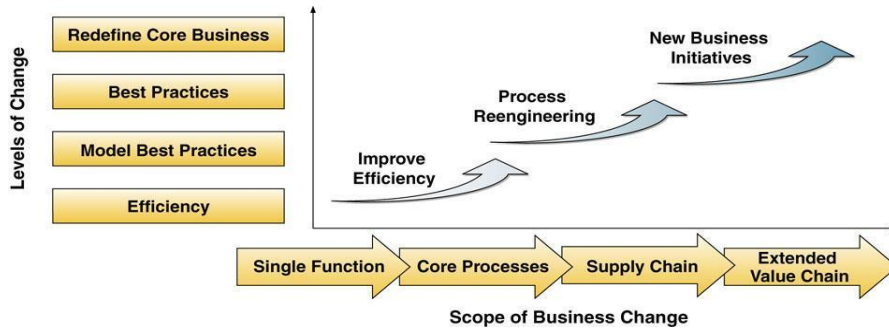 Levels of Change
Redefine Core Business
Best Practices
Model Best Practices
Efficiency
Improve
Efficiency
Process
Reengineering
New Business
Initiatives
Single Function
Core Processes
Supply Chain
Extended
Value Chain
Scope of Business Change